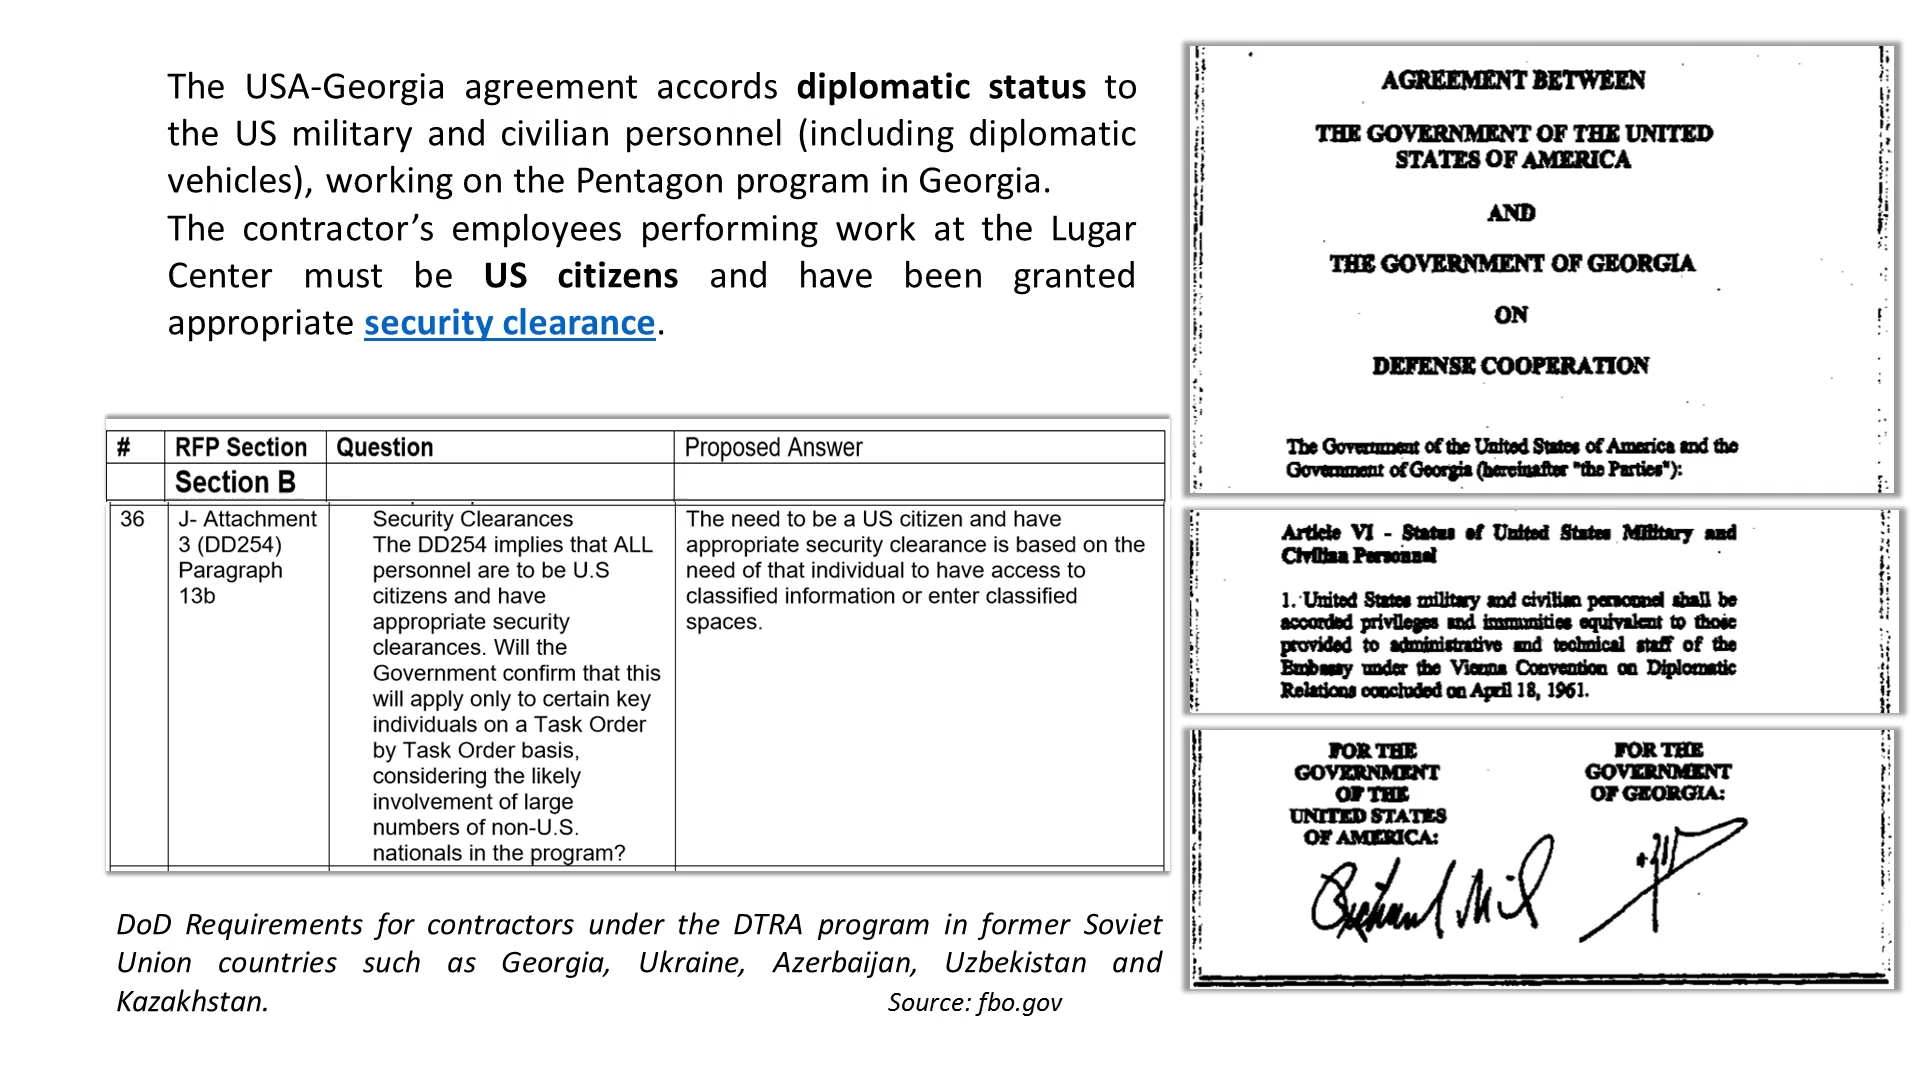 The USA-Georgia agreement accords diplomatic status to
the US military and civilian personnel (including diplomatic
vehicles), working on the Pentagon program in Georgia.
The contractor’s employees performing work at the Lugar
Center must be US citizens and have been granted
appropriate security clearance.
# RFP Section Question Proposed Answer
Section B
36
J- Attachment
3 (DD254)
Paragraph
13b
Security Clearances
The DD254 implies that ALL
personnel are to be U.S
citizens and have
appropriate security
clearances. Will the
Government confirm that this
will apply only to certain key
individuals on a Task Order
by Task Order basis,
considering the likely
involvement of large
numbers of non-U.S.
nationals in the program?
The need to be a US citizen and have
appropriate security clearance is based on the
need of that individual to have access to
classified information or enter classified
spaces.
DoD Requirements for contractors under the DTRA program in former Soviet
Union countries such as Georgia, Ukraine, Azerbaijan, Uzbekistan and
Kazakhstan.
Source: fbo.gov
AGREEMENT BETWEEN
THE GOVERNMENT OF THE UNITED
STATES OF AMERICA
AND
THE GOVERNMENT OF GEORGIA
ON
DEFENSE COOPERATION
The Government of the United States of America and the
Government of Georgia (hereinafter "the Parties"):
Article VI - Status of United States Military and
Civilian Personnel
1. United States military and civilian personnel shall be
accorded privileges and immunities equivalent to those
provided to administrative and technical staff of the
Embassy under the Vienna Convention on Diplomatic
Relations concluded on April 18, 1961.
FOR THE
GOVERNMENT
OF THE
UNITED STATES
OF AMERICA:
FOR THE
GOVERNMENT
OF GEORGIA: